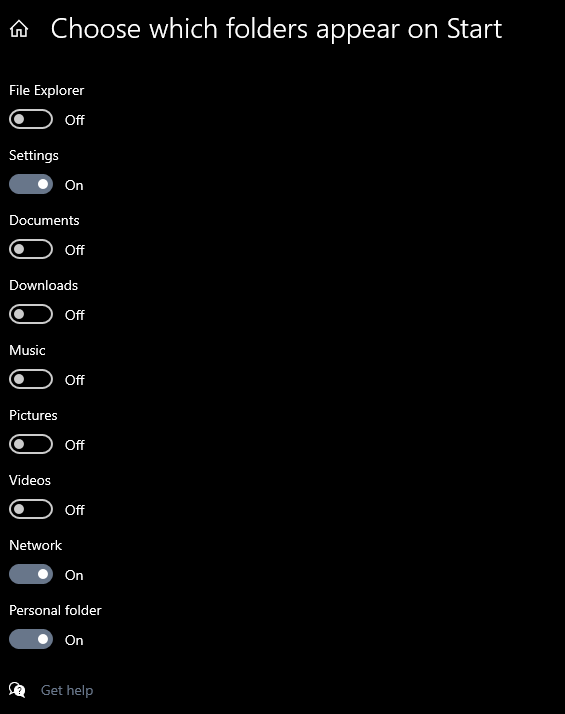 Choose which folders appear on Start
File Explorer
Off
Settings
On
Documents
Off
Downloads
Off
Music
Off
Pictures
Off
Videos
Off
Network
On
Personal folder
On
Get help